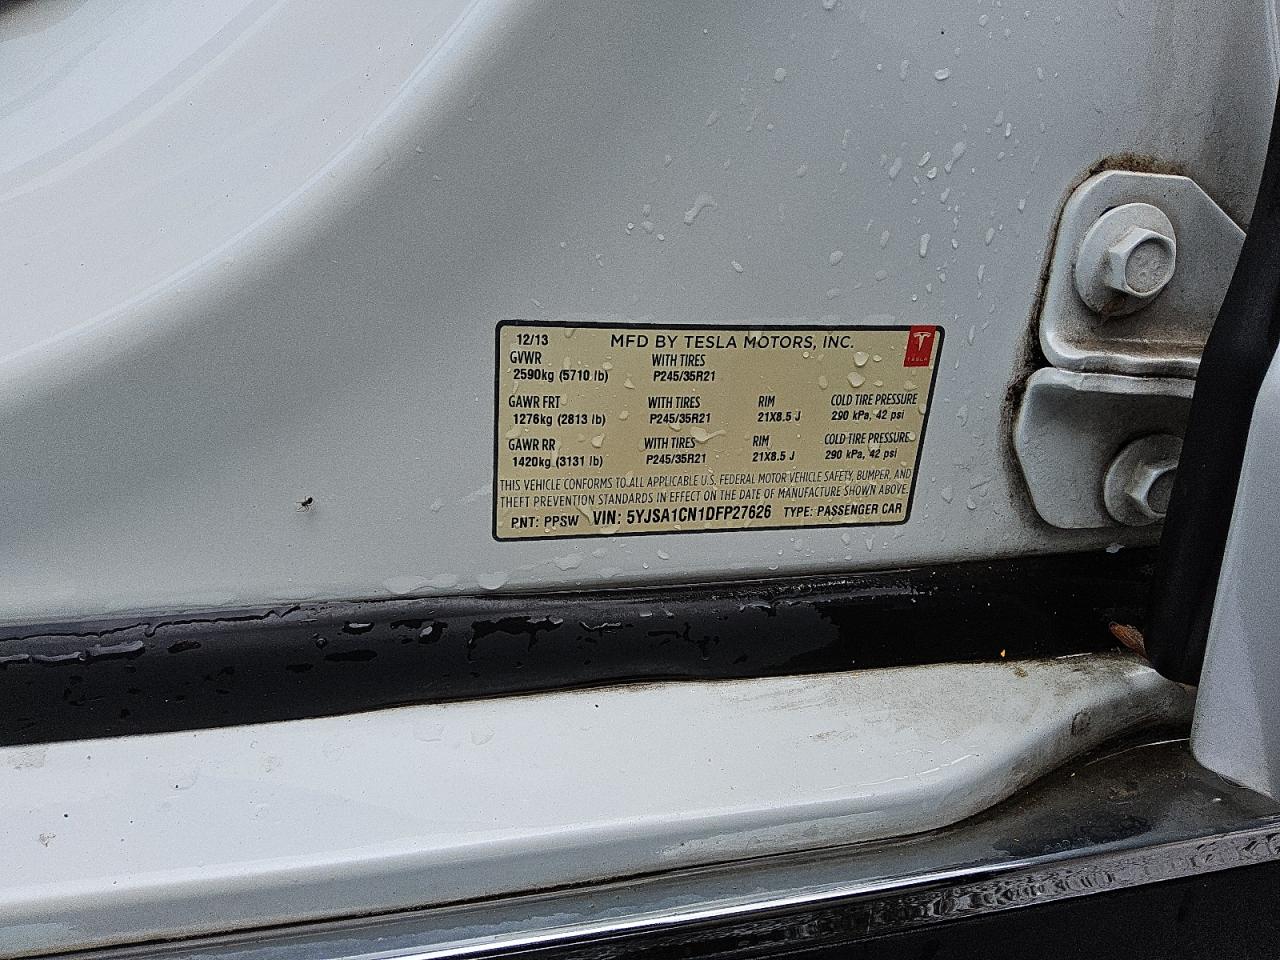 12/13 MFD BY TESLA MOTORS, INC.
TESLA
GVWR WITH TIRES
2590kg (5710 lb) P245/35R21
GAWR FRT WITH TIRES RIM COLD TIRE PRESSURE
1276kg (2813 lb) P245/35R21 21X8.5 J 290 kPa, 42 psi
GAWR RR WITH TIRES RIM COLD TIRE PRESSURE
1420kg (3131 lb) P245/35R21 21X8.5 J 290 kPa, 42 psi
THIS VEHICLE CONFORMS TO ALL APPLICABLE U.S. FEDERAL MOTOR VEHICLE SAFETY, BUMPER, AND
THEFT PREVENTION STANDARDS IN EFFECT ON THE DATE OF MANUFACTURE SHOWN ABOVE.
PNT: PPSW VIN: 5YJSA1CN1DFP27626 TYPE: PASSENGER CAR